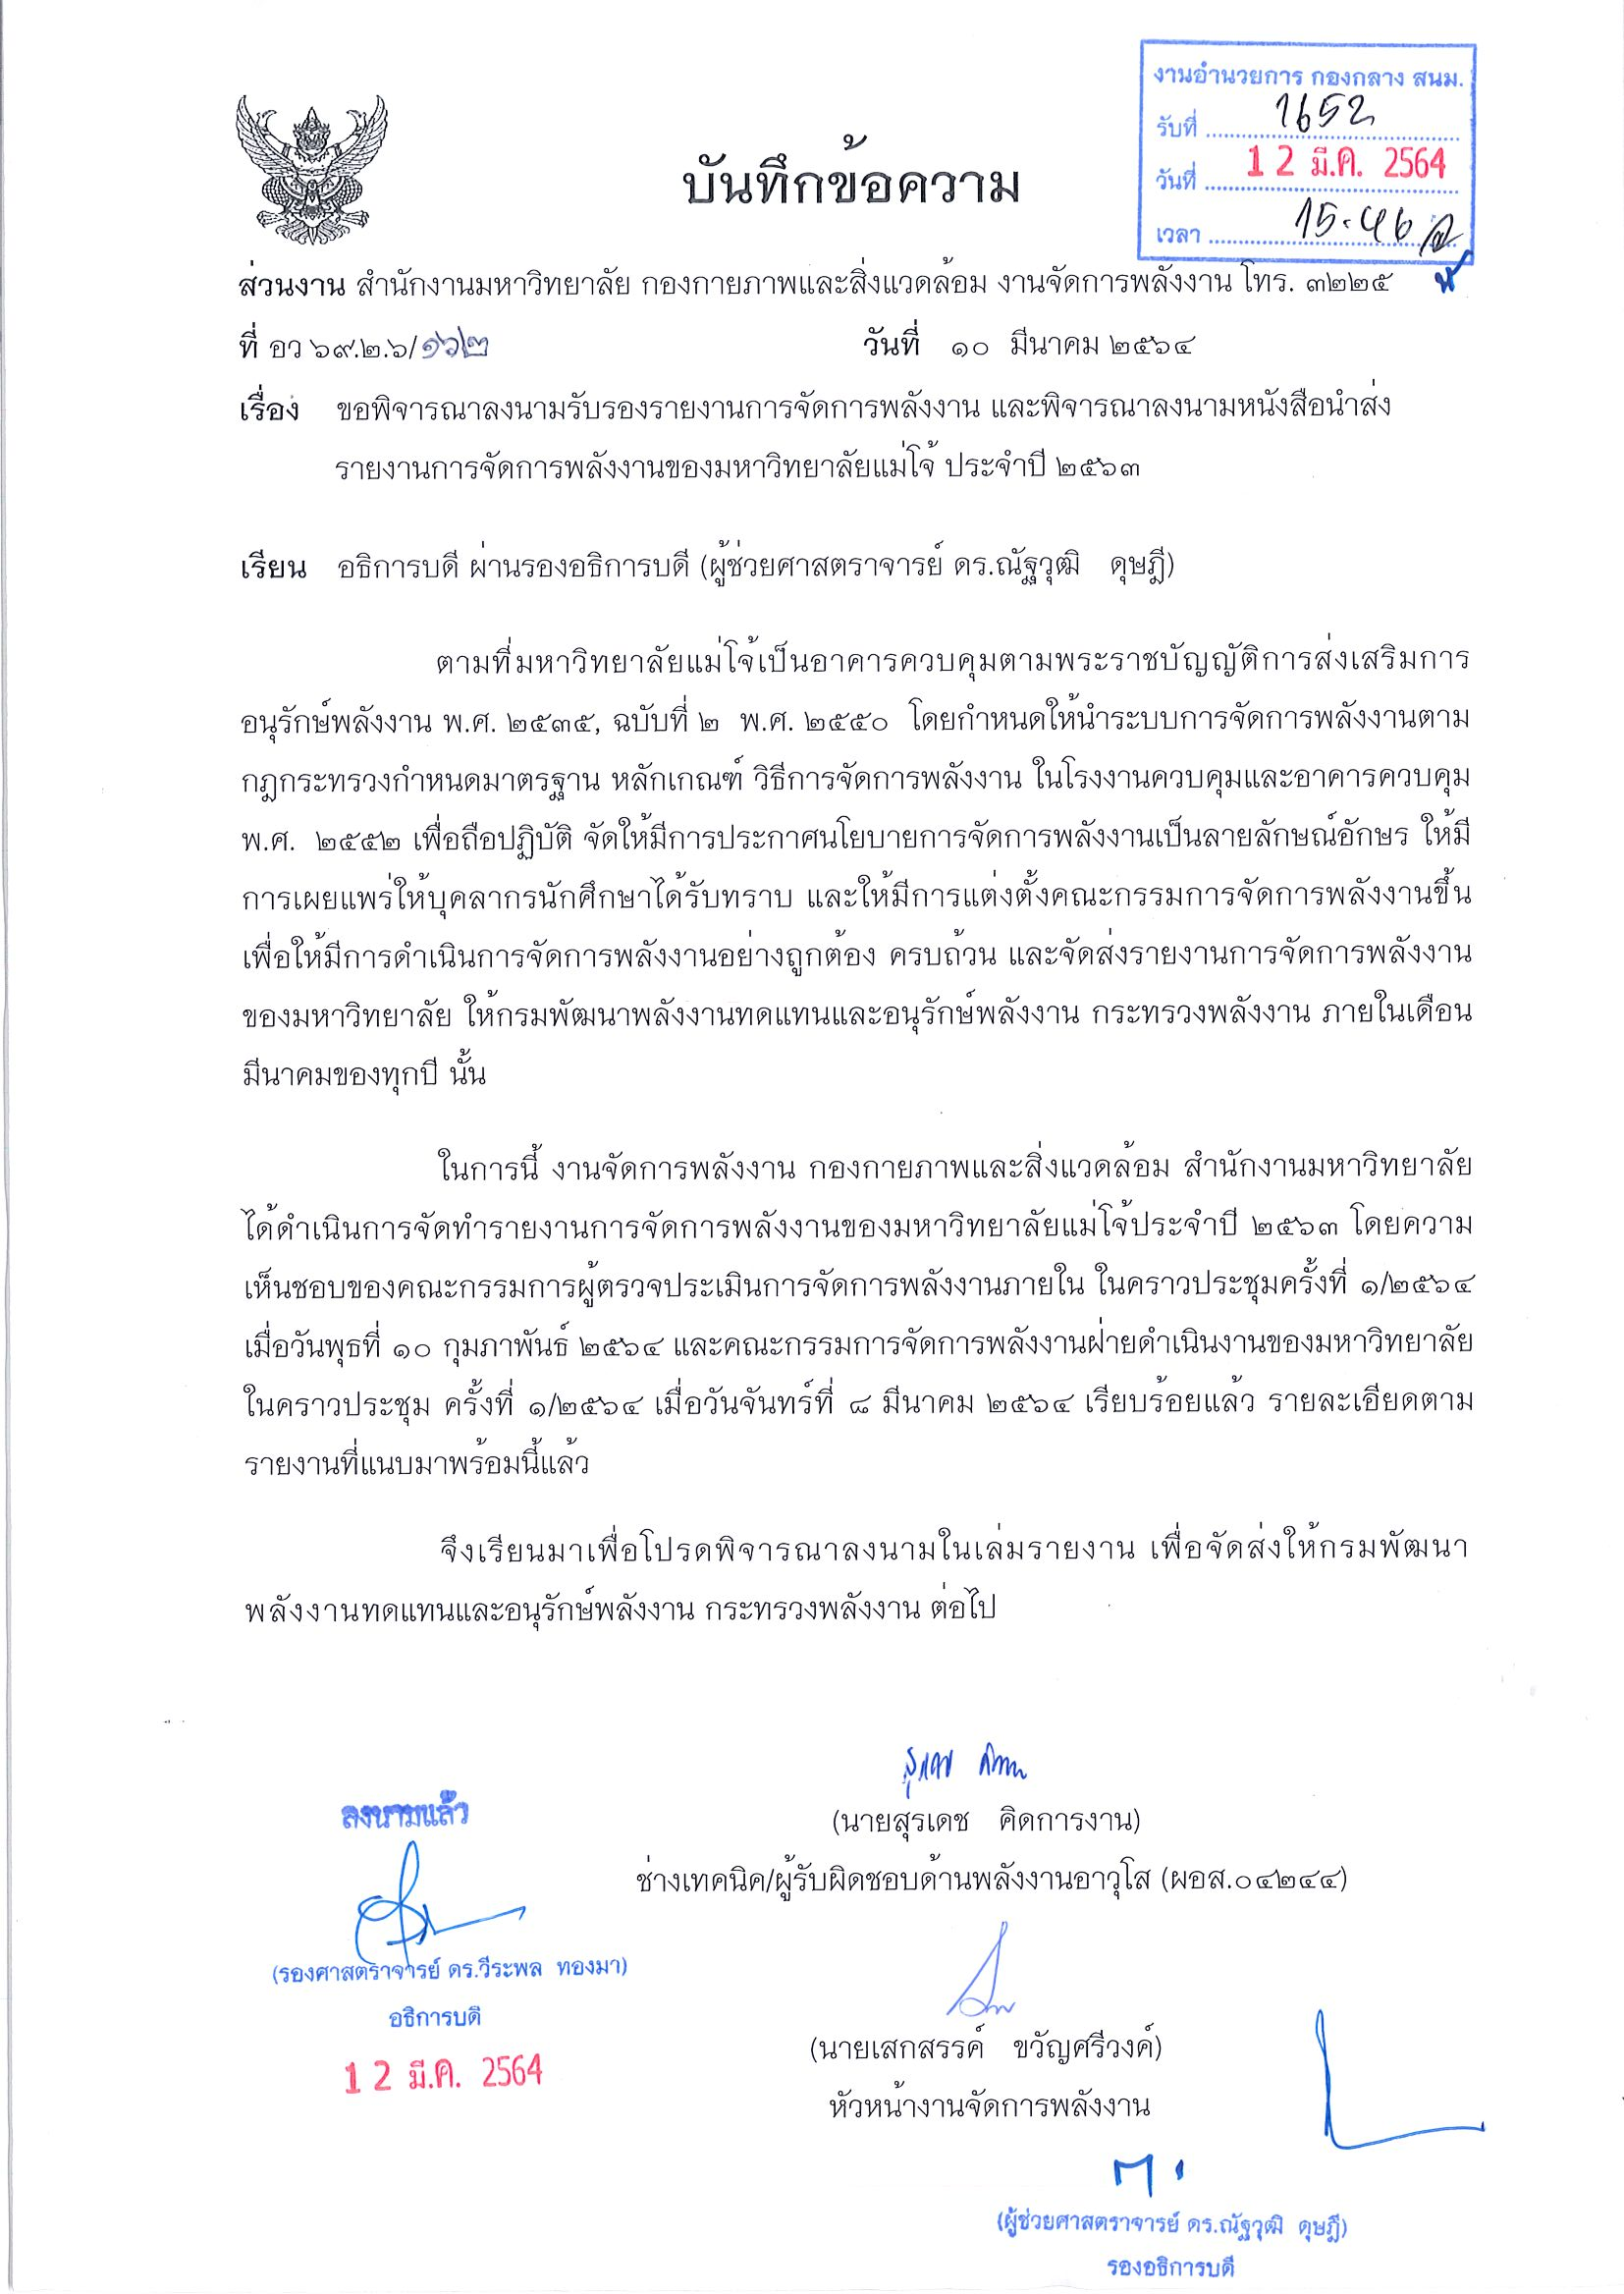 งานอำนวยการ กองกลาง สนม.
รับที่ 1652
วันที่ 12 มี.ค. 2564
เวลา 15.46
บันทึกข้อความ
ส่วนงาน สำนักงานมหาวิทยาลัย กองกายภาพและสิ่งแวดล้อม งานจัดการพลังงาน โทร. ๓๒๒๕
ที่ อว ๖๙.๒.๖/๑๖๒ วันที่ ๑๐ มีนาคม ๒๕๖๔
เรื่อง ขอพิจารณาลงนามรับรองรายงานการจัดการพลังงาน และพิจารณาลงนามหนังสือนำส่ง
รายงานการจัดการพลังงานของมหาวิทยาลัยแม่โจ้ ประจำปี ๒๕๖๓
เรียน อธิการบดี ผ่านรองอธิการบดี (ผู้ช่วยศาสตราจารย์ ดร.ณัฐวุฒิ ดุษฎี)
ตามที่มหาวิทยาลัยแม่โจ้เป็นอาคารควบคุมตามพระราชบัญญัติการส่งเสริมการ
อนุรักษ์พลังงาน พ.ศ. ๒๕๓๕, ฉบับที่ ๒ พ.ศ. ๒๕๕๐ โดยกำหนดให้นำระบบการจัดการพลังงานตาม
กฎกระทรวงกำหนดมาตรฐาน หลักเกณฑ์ วิธีการจัดการพลังงาน ในโรงงานควบคุมและอาคารควบคุม
พ.ศ. ๒๕๕๒ เพื่อถือปฏิบัติ จัดให้มีการประกาศนโยบายการจัดการพลังงานเป็นลายลักษณ์อักษร ให้มี
การเผยแพร่ให้บุคลากรนักศึกษาได้รับทราบ และให้มีการแต่งตั้งคณะกรรมการจัดการพลังงานขึ้น
เพื่อให้มีการดำเนินการจัดการพลังงานอย่างถูกต้อง ครบถ้วน และจัดส่งรายงานการจัดการพลังงาน
ของมหาวิทยาลัย ให้กรมพัฒนาพลังงานทดแทนและอนุรักษ์พลังงาน กระทรวงพลังงาน ภายในเดือน
มีนาคมของทุกปี นั้น
ในการนี้ งานจัดการพลังงาน กองกายภาพและสิ่งแวดล้อม สำนักงานมหาวิทยาลัย
ได้ดำเนินการจัดทำรายงานการจัดการพลังงานของมหาวิทยาลัยแม่โจ้ประจำปี ๒๕๖๓ โดยความ
เห็นชอบของคณะกรรมการผู้ตรวจประเมินการจัดการพลังงานภายใน ในคราวประชุมครั้งที่ ๑/๒๕๖๔
เมื่อวันพุธที่ ๑๐ กุมภาพันธ์ ๒๕๖๔ และคณะกรรมการจัดการพลังงานฝ่ายดำเนินงานของมหาวิทยาลัย
ในคราวประชุม ครั้งที่ ๑/๒๕๖๔ เมื่อวันจันทร์ที่ ๘ มีนาคม ๒๕๖๔ เรียบร้อยแล้ว รายละเอียดตาม
รายงานที่แนบมาพร้อมนี้แล้ว
จึงเรียนมาเพื่อโปรดพิจารณาลงนามในเล่มรายงาน เพื่อจัดส่งให้กรมพัฒนา
พลังงานทดแทนและอนุรักษ์พลังงาน กระทรวงพลังงาน ต่อไป
(นายสุรเดช คิดการงาน)
ช่างเทคนิค/ผู้รับผิดชอบด้านพลังงานอาวุโส (ผอส.๐๔๒๔๔)
ลงนามแล้ว
(รองศาสตราจารย์ ดร.วีระพล ทองมา)
อธิการบดี
12 มี.ค. 2564
(นายเสกสรรค์ ขวัญศรีวงค์)
หัวหน้างานจัดการพลังงาน
(ผู้ช่วยศาสตราจารย์ ดร.ณัฐวุฒิ ดุษฎี)
รองอธิการบดี